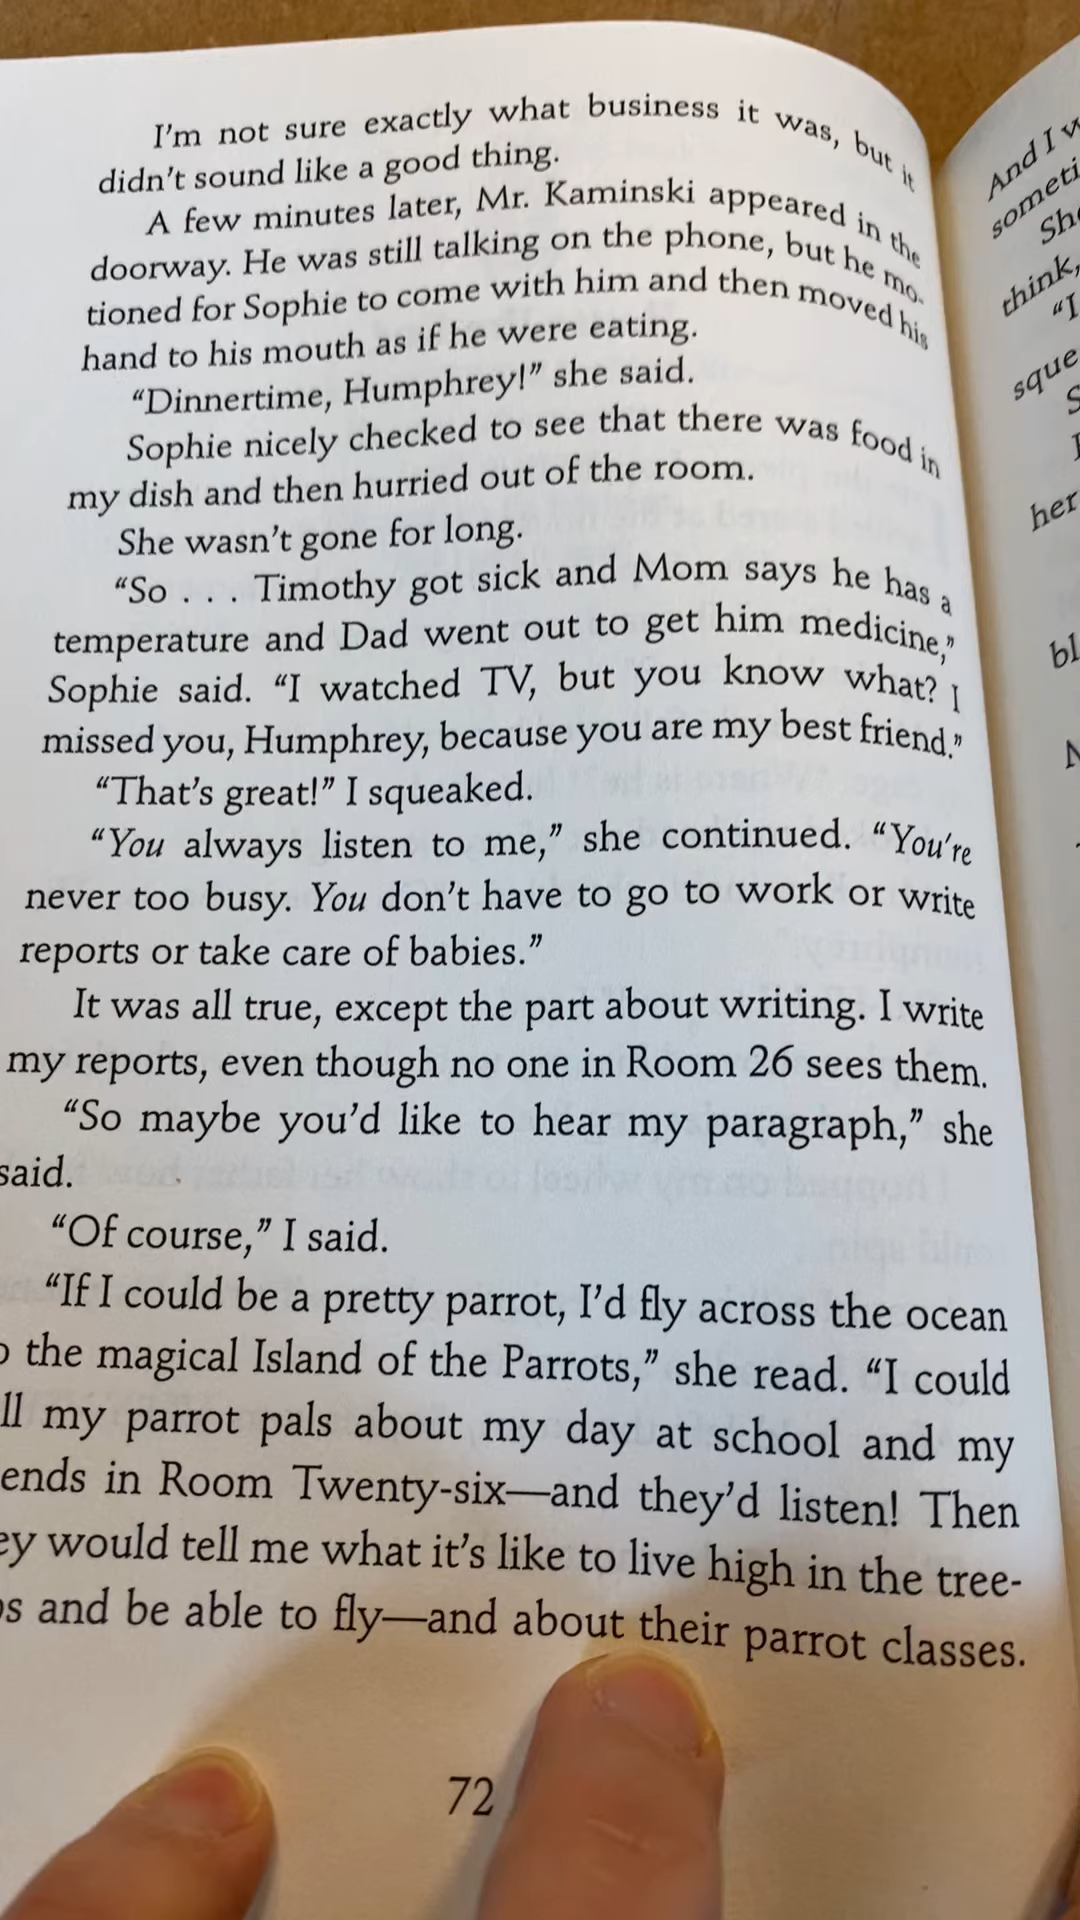 I'm not sure exactly what business it was, but it
didn't sound like a good thing.
A few minutes later, Mr. Kaminski appeared in the
doorway. He was still talking on the phone, but he mo-
tioned for Sophie to come with him and then moved his
hand to his mouth as if he were eating.
“Dinnertime, Humphrey!” she said.
Sophie nicely checked to see that there was food in
my dish and then hurried out of the room.
She wasn't gone for long.
“So . . . Timothy got sick and Mom says he has a
temperature and Dad went out to get him medicine,”
Sophie said. “I watched TV, but you know what? I
missed you, Humphrey, because you are my best friend.”
“That's great!” I squeaked.
“You always listen to me,” she continued. “You're
never too busy. You don't have to go to work or write
reports or take care of babies.”
It was all true, except the part about writing. I write
my reports, even though no one in Room 26 sees them.
“So maybe you'd like to hear my paragraph,” she
said.
“Of course,” I said.
“If I could be a pretty parrot, I'd fly across the ocean
the magical Island of the Parrots,” she read. “I could
ll my parrot pals about my day at school and my
ends in Room Twenty-six—and they'd listen! Then
ey would tell me what it's like to live high in the tree-
s and be able to fly—and about their parrot classes.
72
And I w
someti
She
think,
“I
sque
S
her
bl